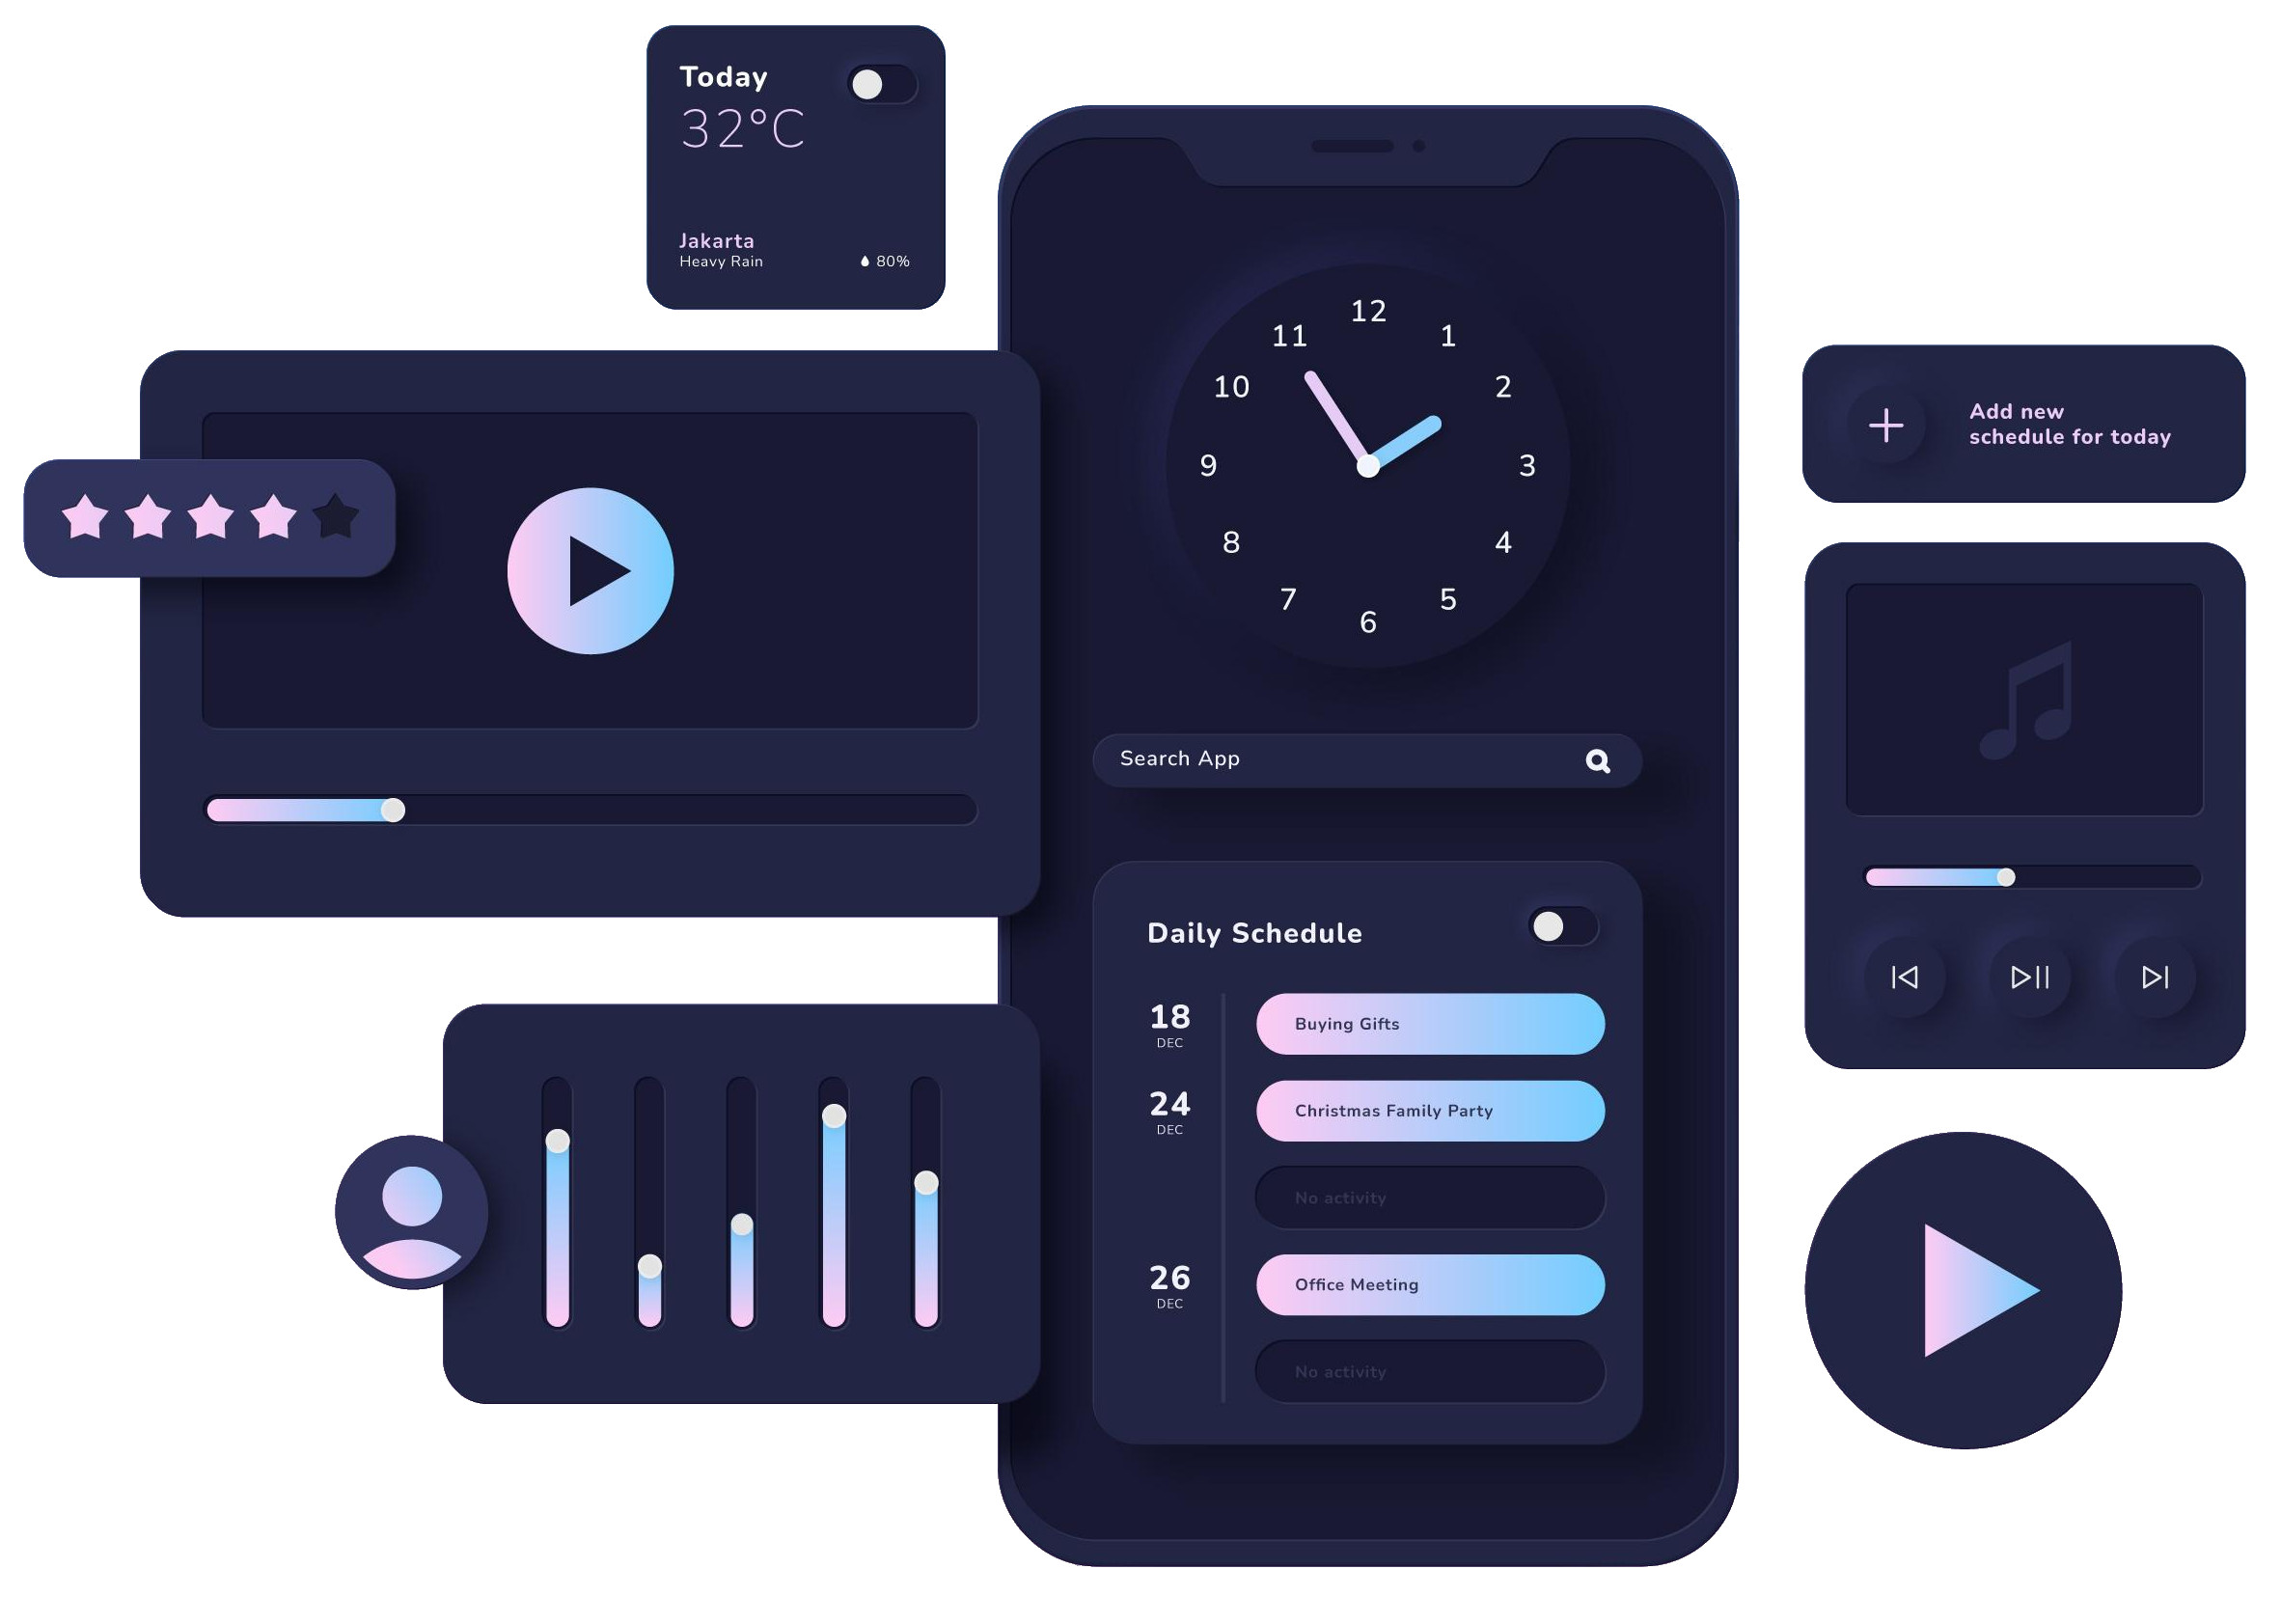 Today
32°C
Jakarta
Heavy Rain
80%
12
11
1
10
2
9
3
8
4
7
5
6
Search App
Daily Schedule
18
DEC
Buying Gifts
24
DEC
Christmas Family Party
No activity
26
DEC
Office Meeting
No activity
Add new
schedule for today